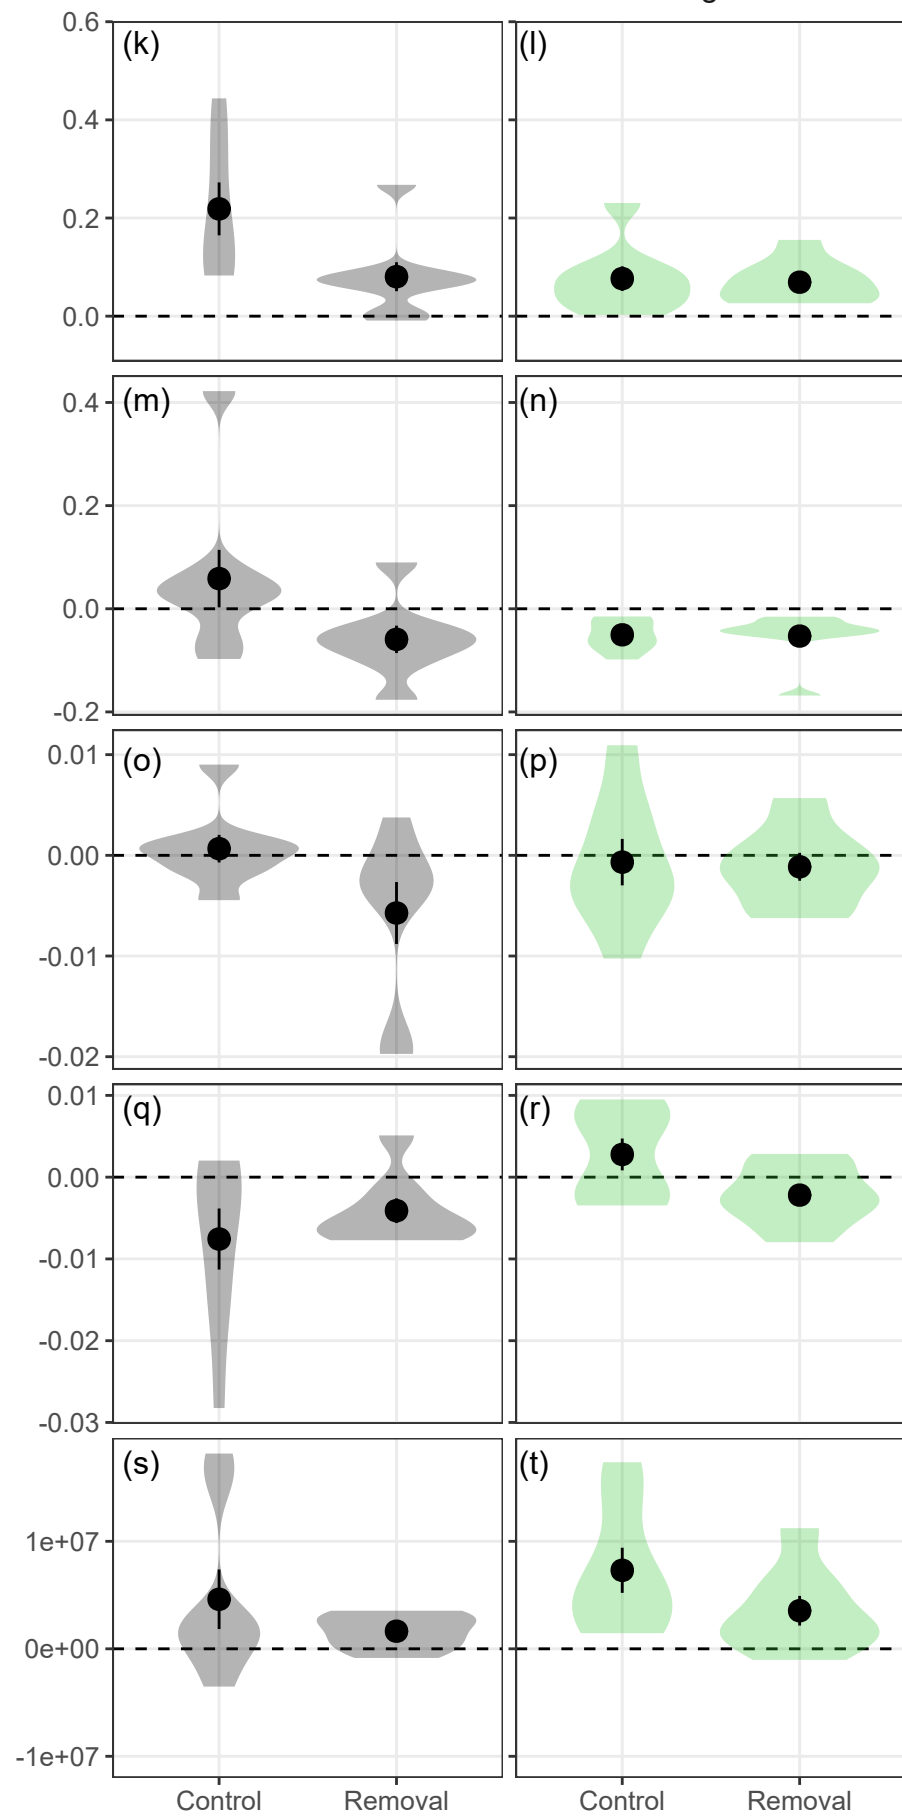 0.6
(k)
(l)
0.4
0.2
0.0
(m)
(n)
0.4
0.2
0.0
-0.2
(o)
(p)
0.01
0.00
-0.01
-0.02
(q)
(r)
0.01
0.00
-0.01
-0.02
-0.03
(s)
(t)
1e+07
0e+00
-1e+07
Control Removal Control Removal